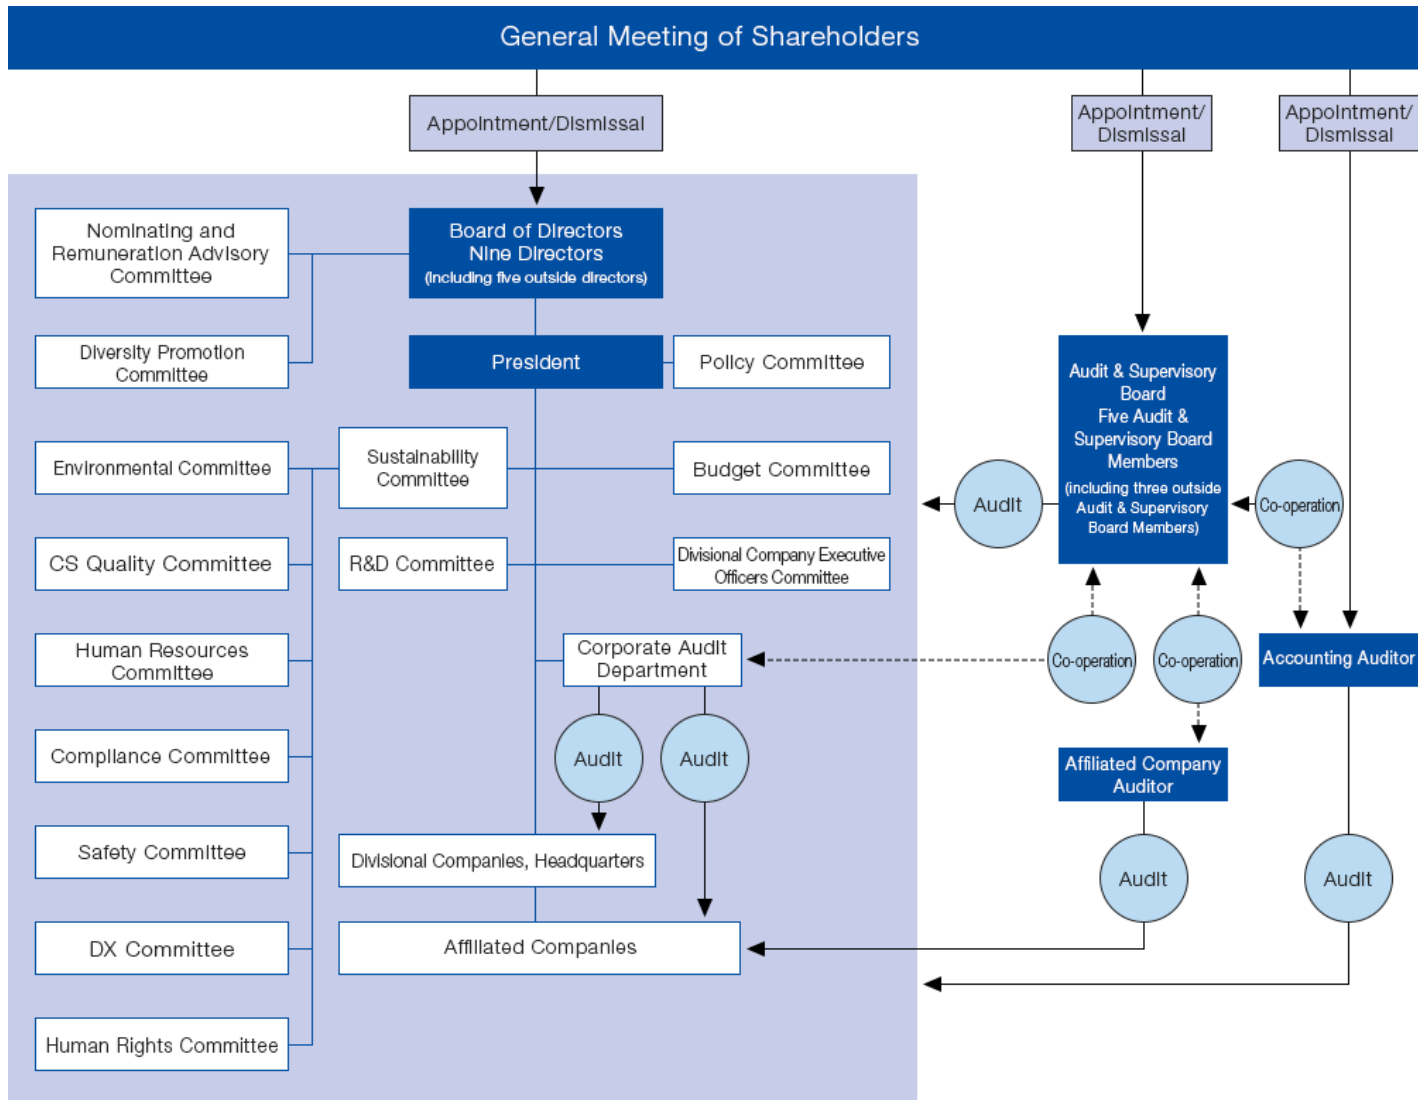 General Meeting of Shareholders
Appointment/Dismissal
Appointment/
Dismissal
Appointment/
Dismissal
Nominating and
Remuneration Advisory
Committee
Board of Directors
Nine Directors
(including five outside directors)
Diversity Promotion
Committee
President
Policy Committee
Audit & Supervisory
Board
Five Audit &
Supervisory Board
Members
(including three outside
Audit & Supervisory
Board Members)
Environmental Committee
Sustainability
Committee
Budget Committee
Audit
Co-operation
CS Quality Committee
R&D Committee
Divisional Company Executive
Officers Committee
Human Resources
Committee
Corporate Audit
Department
Co-operation
Co-operation
Accounting Auditor
Compliance Committee
Audit
Audit
Affiliated Company
Auditor
Safety Committee
Divisional Companies, Headquarters
Audit
Audit
DX Committee
Affiliated Companies
Human Rights Committee